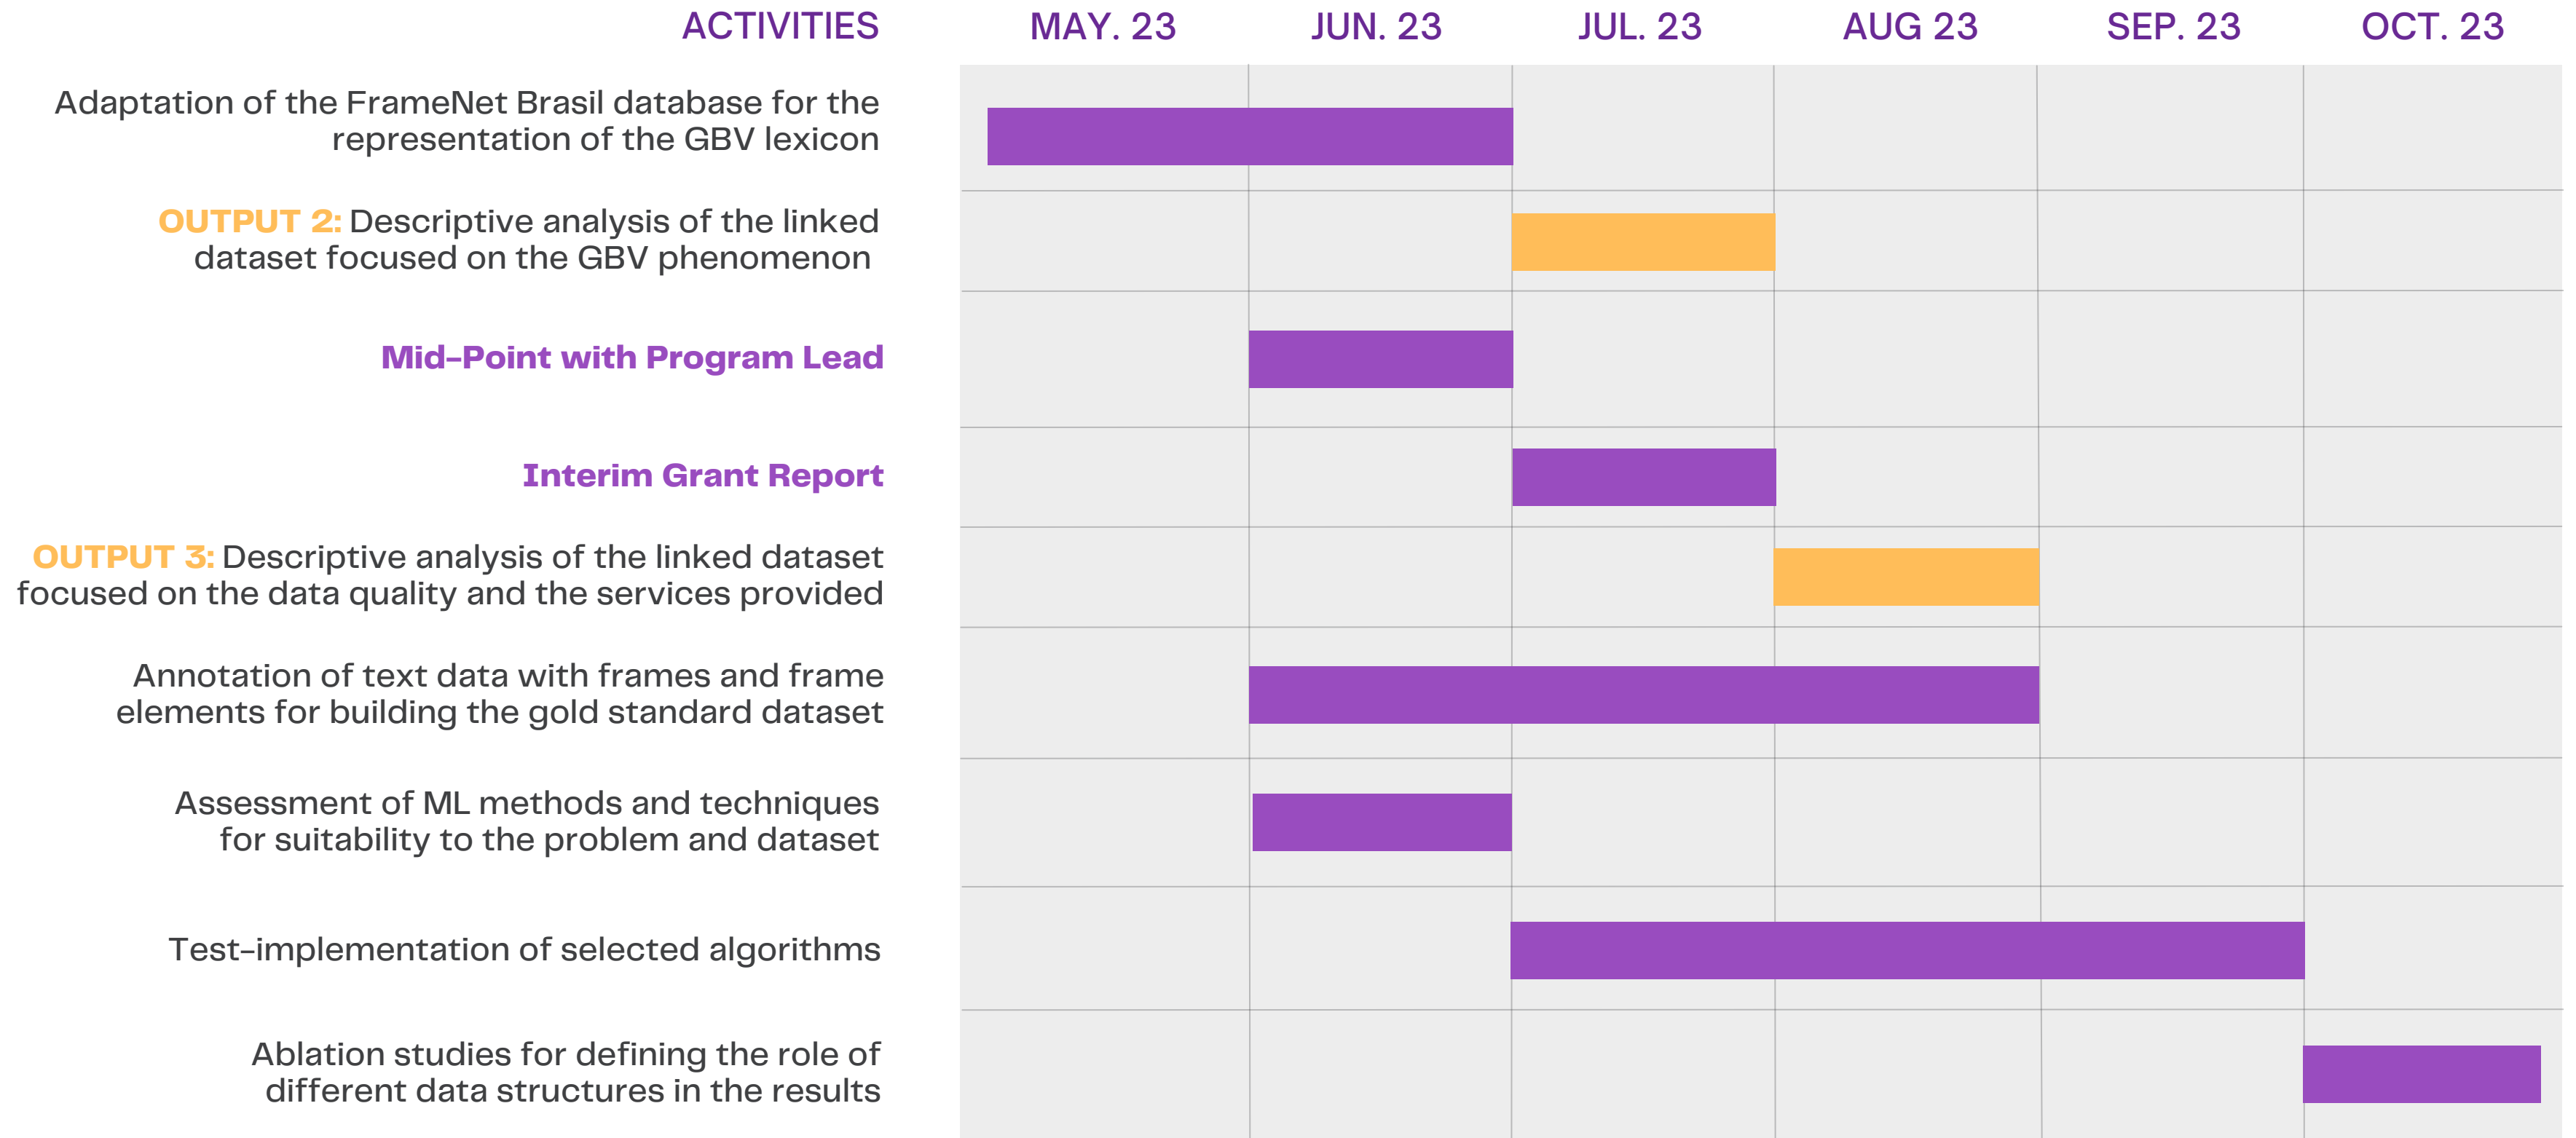 ACTIVITIES MAY. 23 JUN. 23 JUL. 23 AUG 23 SEP. 23 OCT. 23
Adaptation of the FrameNet Brasil database for the
representation of the GBV lexicon
OUTPUT 2: Descriptive analysis of the linked
dataset focused on the GBV phenomenon
Mid-Point with Program Lead
Interim Grant Report
OUTPUT 3: Descriptive analysis of the linked dataset
focused on the data quality and the services provided
Annotation of text data with frames and frame
elements for building the gold standard dataset
Assessment of ML methods and techniques
for suitability to the problem and dataset
Test-implementation of selected algorithms
Ablation studies for defining the role of
different data structures in the results